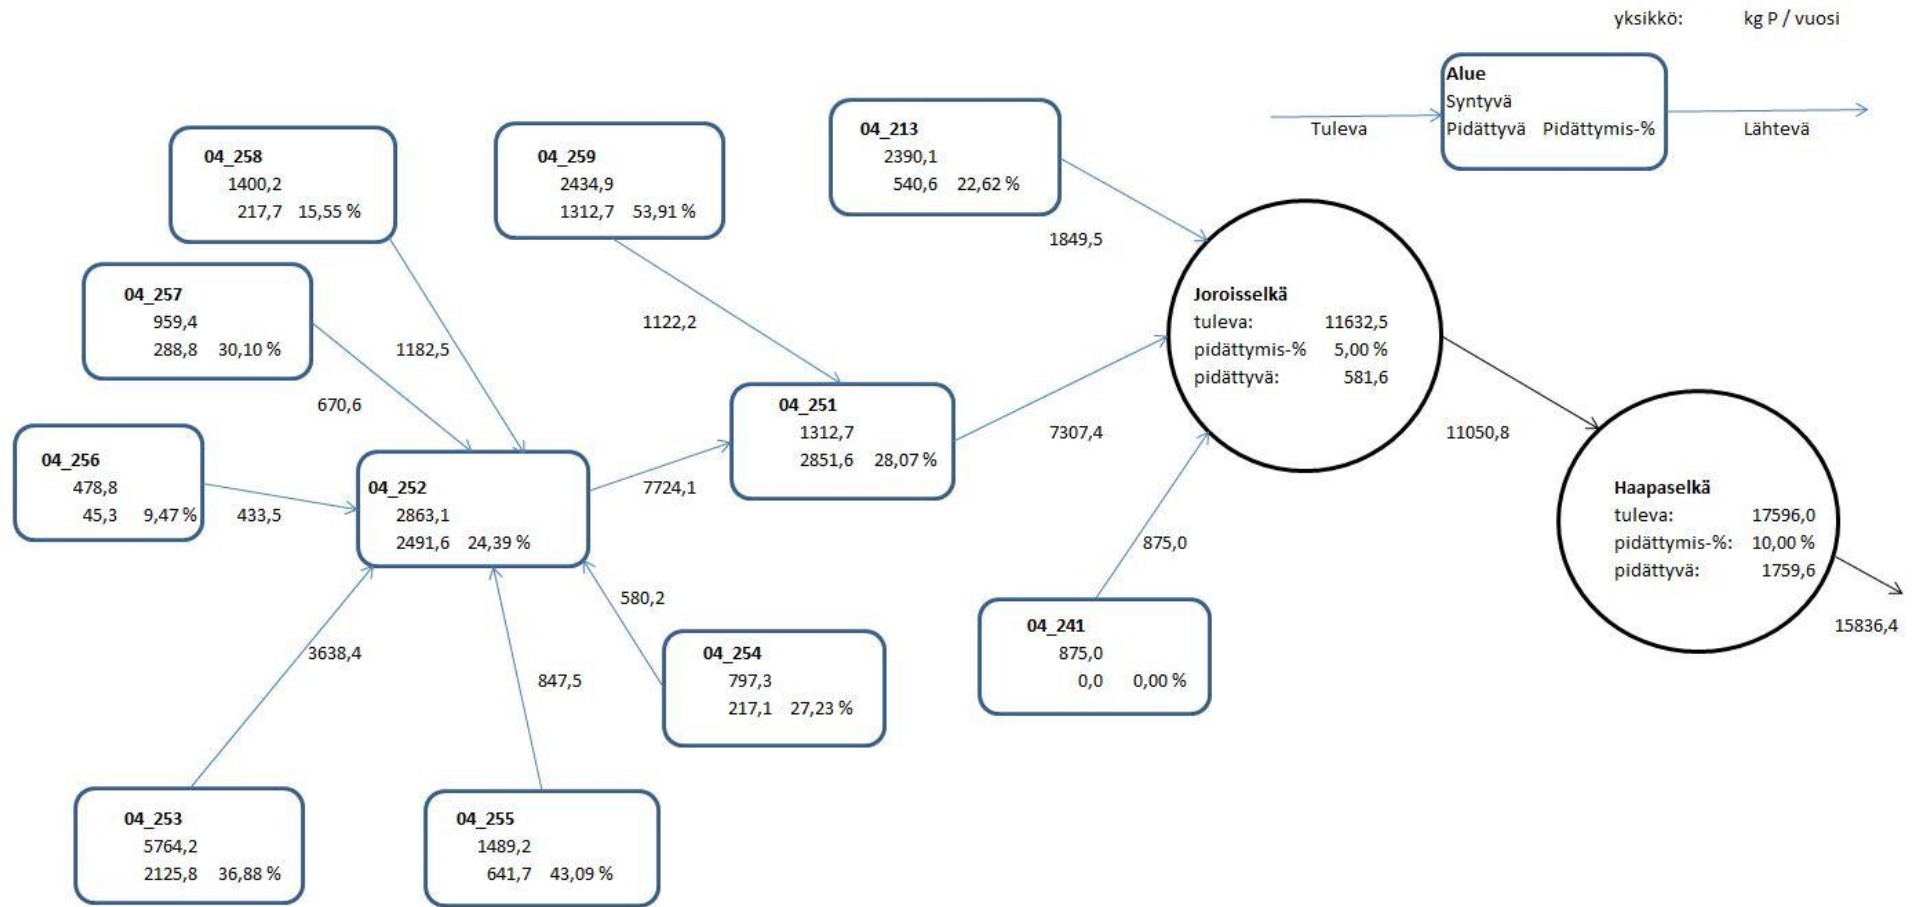 yksikkö: kg P / vuosi
Alue
Syntyvä
Pidättyvä Pidättymis-%
Tuleva
Lähtevä
04_213
2390,1
540,6 22,62 %
04_258
1400,2
217,7 15,55 %
04_259
2434,9
1312,7 53,91 %
1849,5
04_257
959,4
288,8 30,10 %
1182,5
1122,2
Joroisselkä
tuleva: 11632,5
pidättymis-% 5,00 %
pidättyvä: 581,6
670,6
04_251
1312,7
2851,6 28,07 %
7307,4
11050,8
04_256
478,8
45,3 9,47 %
433,5
04_252
2863,1
2491,6 24,39 %
7724,1
Haapaselkä
tuleva: 17596,0
pidättymis-%: 10,00 %
pidättyvä: 1759,6
875,0
580,2
04_241
875,0
0,0 0,00 %
15836,4
3638,4
847,5
04_254
797,3
217,1 27,23 %
04_253
5764,2
2125,8 36,88 %
04_255
1489,2
641,7 43,09 %